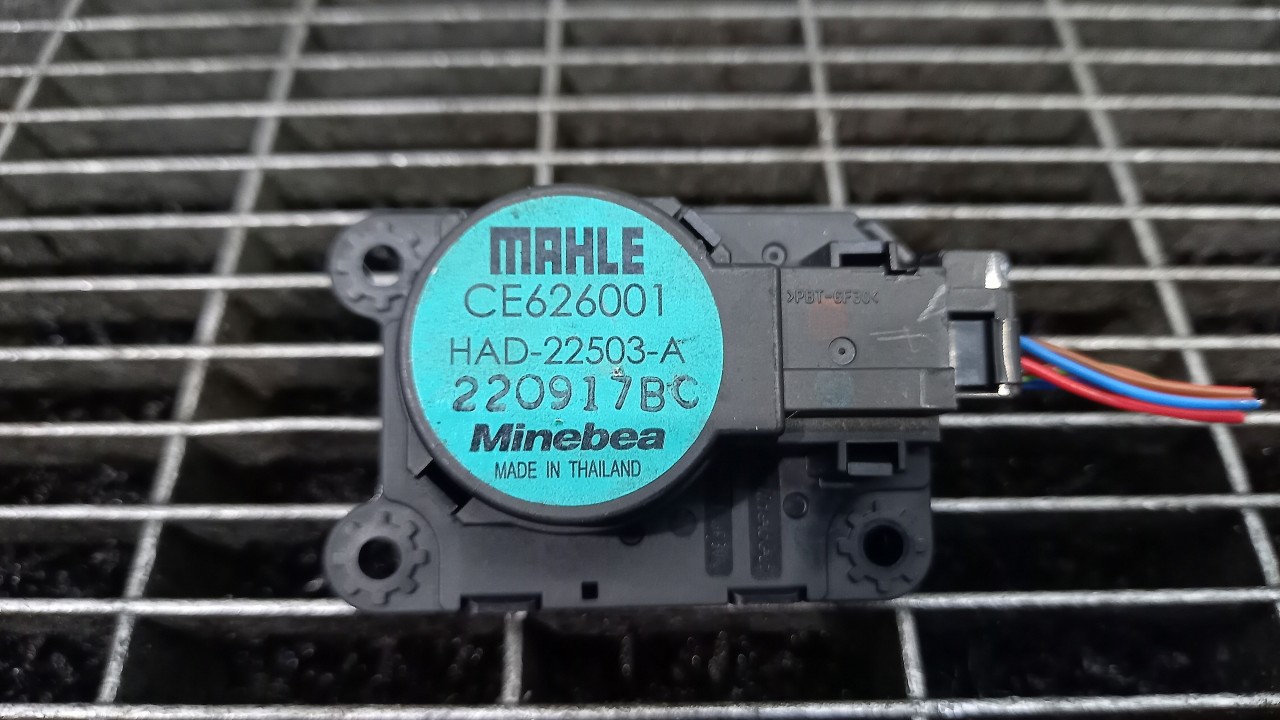 MAHLE
CE626001
HAD-22503-A
220917BC
Minebea
MADE IN THAILAND
>PBT-GF30<